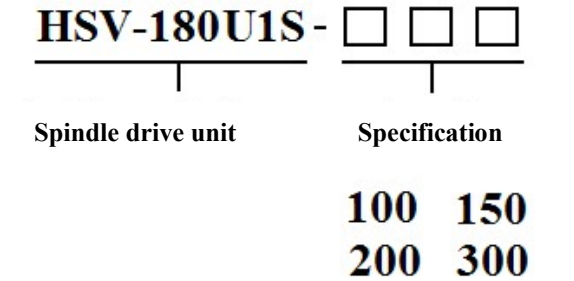 HSV-180U1S-□□□
Spindle drive unit Specification
100 150
200 300